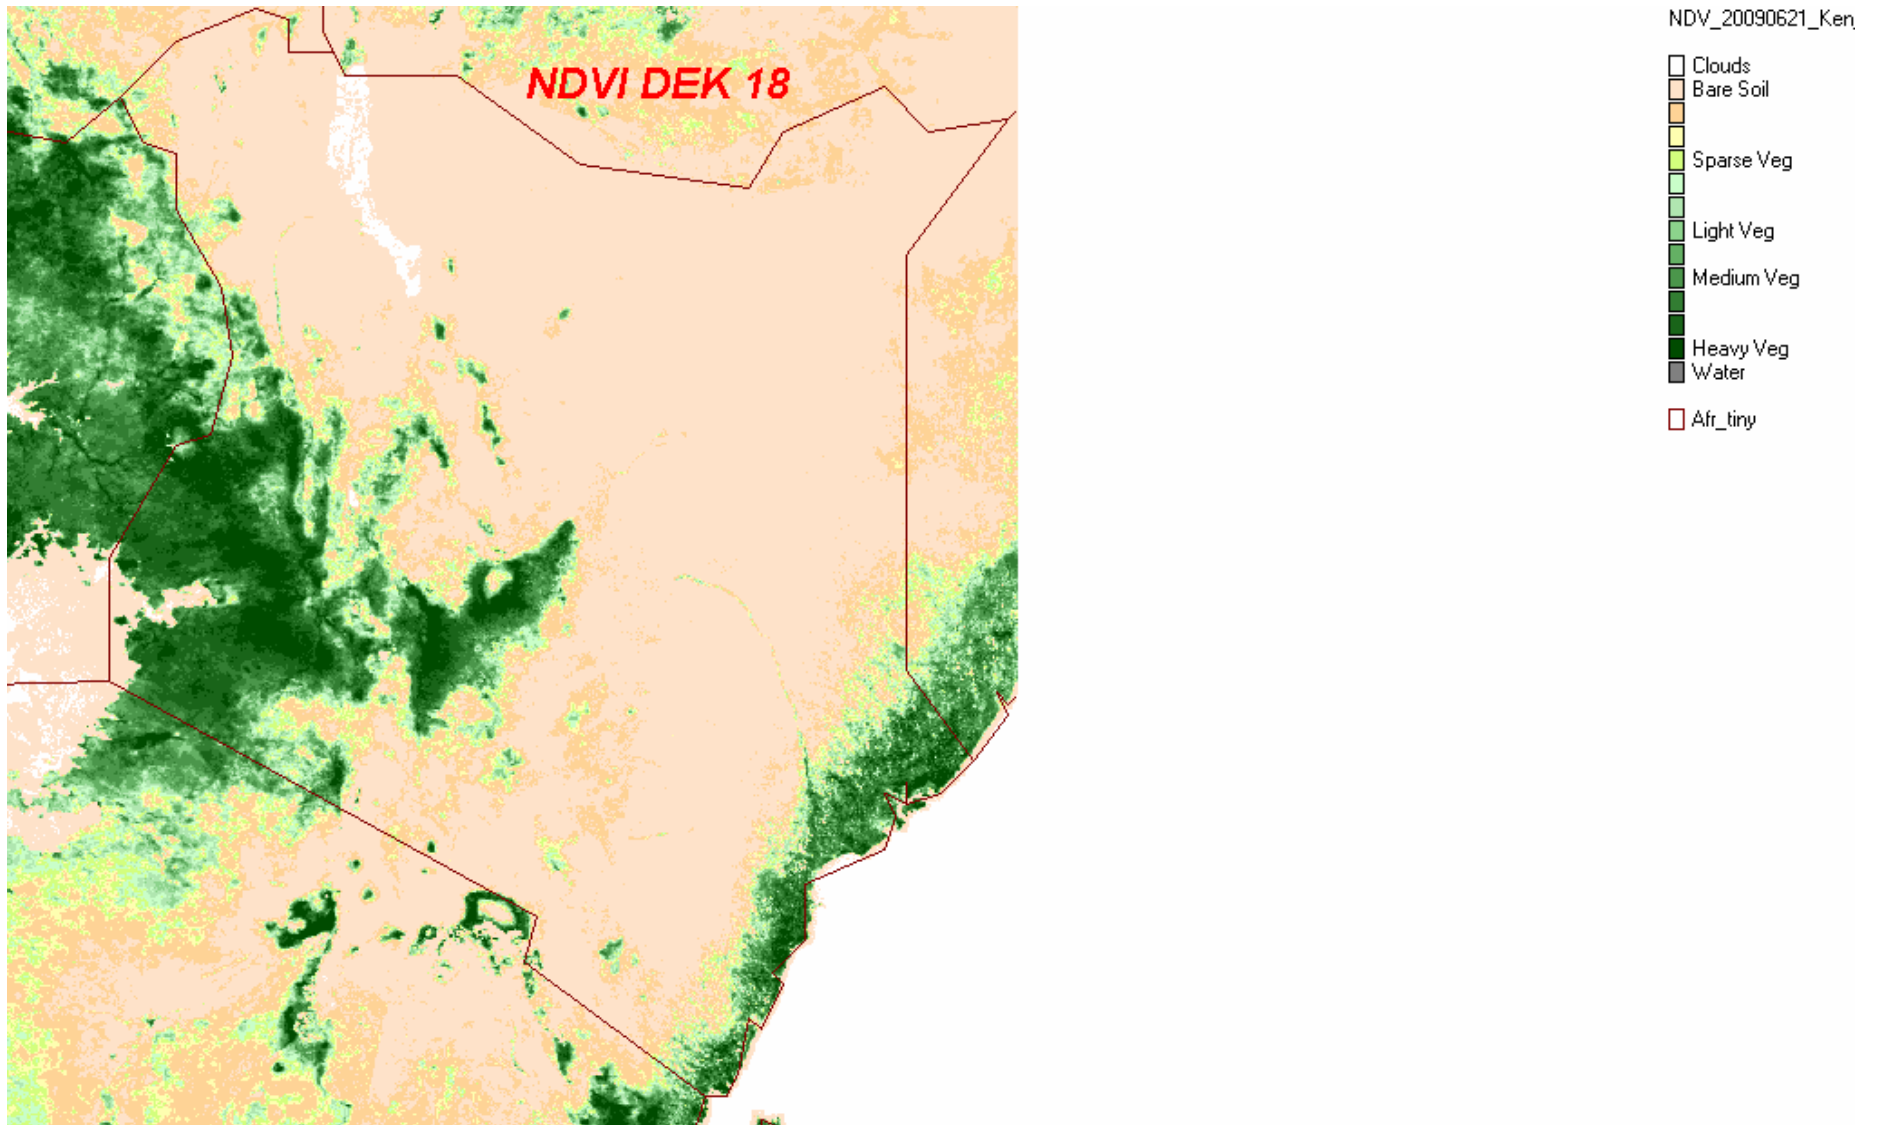 NDVI DEK 18
NDV_20090621_Ken
Clouds
Bare Soil
Sparse Veg
Light Veg
Medium Veg
Heavy Veg
Water
Afr_tiny